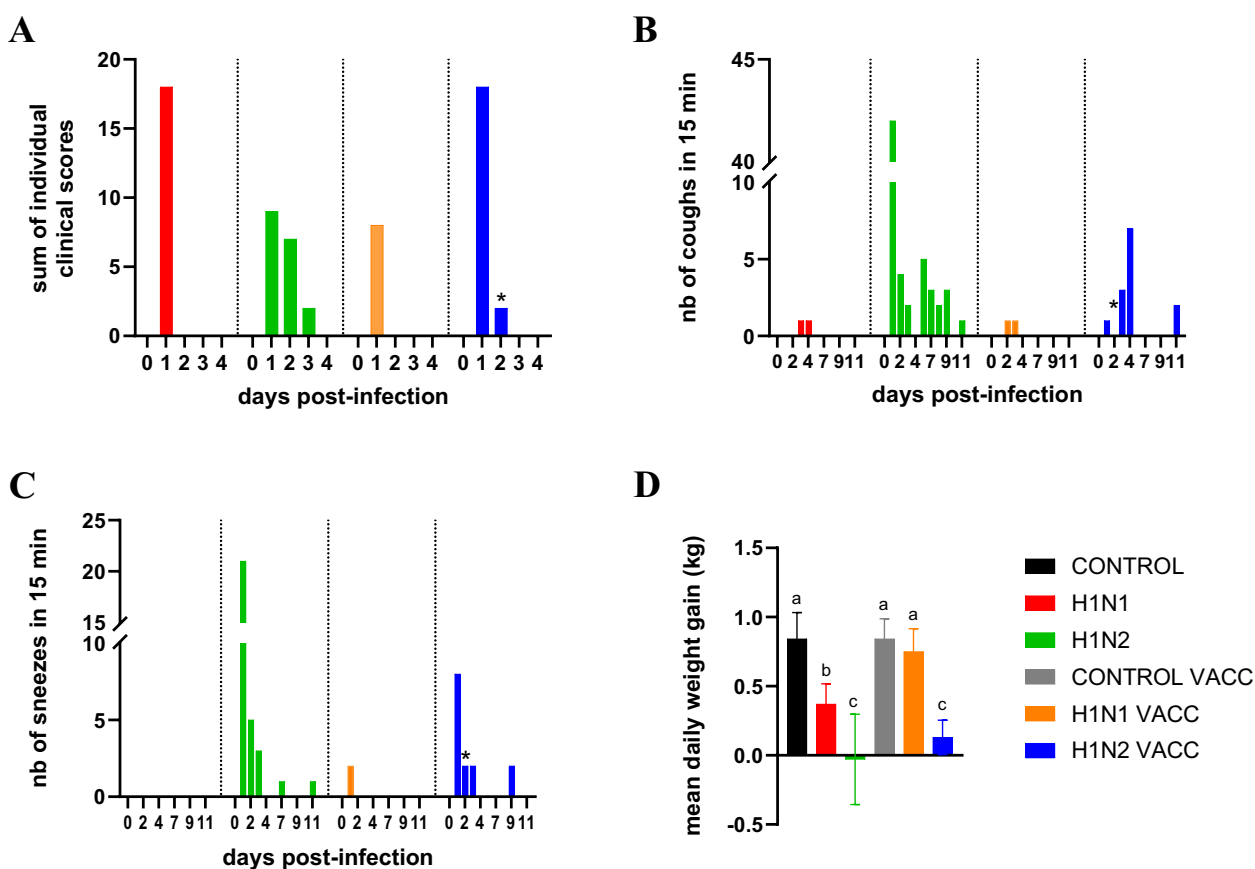 A
sum of individual
clinical scores
20
15
10
5
0
0 1 2 3 4 0 1 2 3 4 0 1 2 3 4 0 1 2 3 4
*
days post-infection
B
nb of coughs in 15 min
45
40
10
5
0
0 2 4 7 9 11 0 2 4 7 9 11 0 2 4 7 9 11 0 2 4 7 9 11
*
days post-infection
C
nb of sneezes in 15 min
25
20
15
10
5
0
0 2 4 7 9 11 0 2 4 7 9 11 0 2 4 7 9 11 0 2 4 7 9 11
*
days post-infection
D
mean daily weight gain (kg)
1.5
1.0
0.5
0.0
-0.5
a b c a a c
CONTROL
H1N1
H1N2
CONTROL VACC
H1N1 VACC
H1N2 VACC